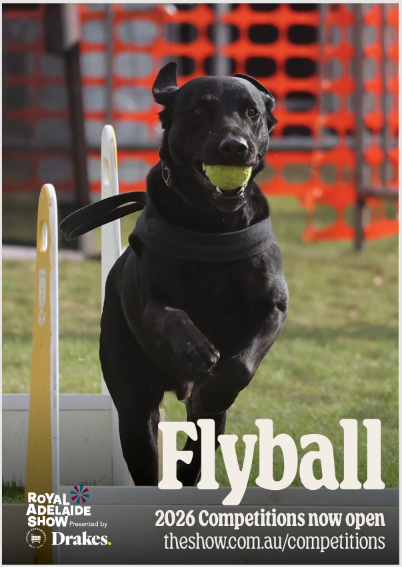 Flyball
2026 Competitions now open
theshow.com.au/competitions
ROYAL
ADELAIDE
SHOW
Presented by
Drakes.